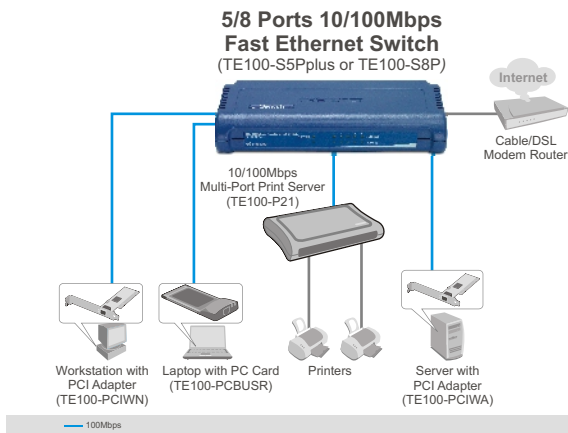 5/8 Ports 10/100Mbps
Fast Ethernet Switch
(TE100-S5Pplus or TE100-S8P)
Internet
Cable/DSL
Modem Router
10/100Mbps
Multi-Port Print Server
(TE100-P21)
Workstation with
PCI Adapter
(TE100-PCIWN)
Laptop with PC Card
(TE100-PCBUSR)
Printers
Server with
PCI Adapter
(TE100-PCIWA)
100Mbps